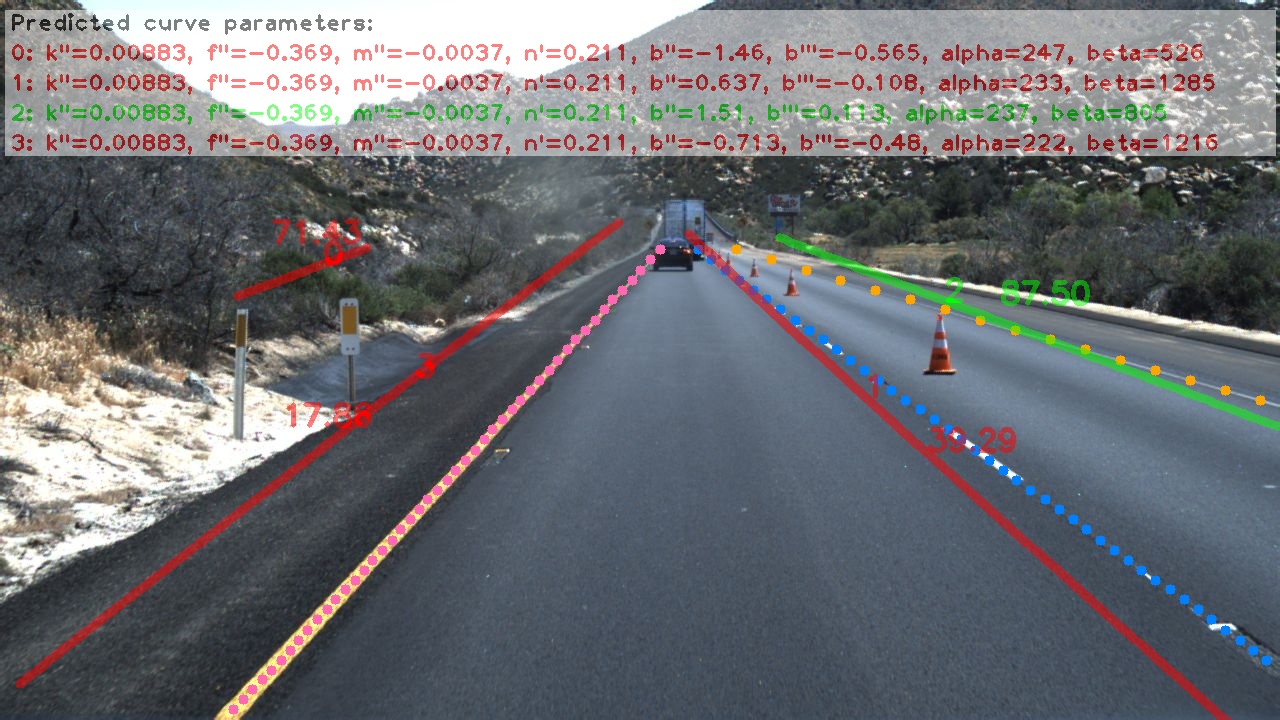 Predicted curve parameters:
0: k''=0.00883, f''=-0.369, m''=-0.0037, n'=0.211, b''=-1.46, b'''=-0.565, alpha=247, beta=526
1: k''=0.00883, f''=-0.369, m''=-0.0037, n'=0.211, b''=0.637, b'''=-0.108, alpha=233, beta=1285
2: k''=0.00883, f''=-0.369, m''=-0.0037, n'=0.211, b''=1.51, b'''=0.113, alpha=237, beta=805
3: k''=0.00883, f''=-0.369, m''=-0.0037, n'=0.211, b''=-0.713, b'''=-0.48, alpha=222, beta=1216
0
2 87.50
3
1
39.29